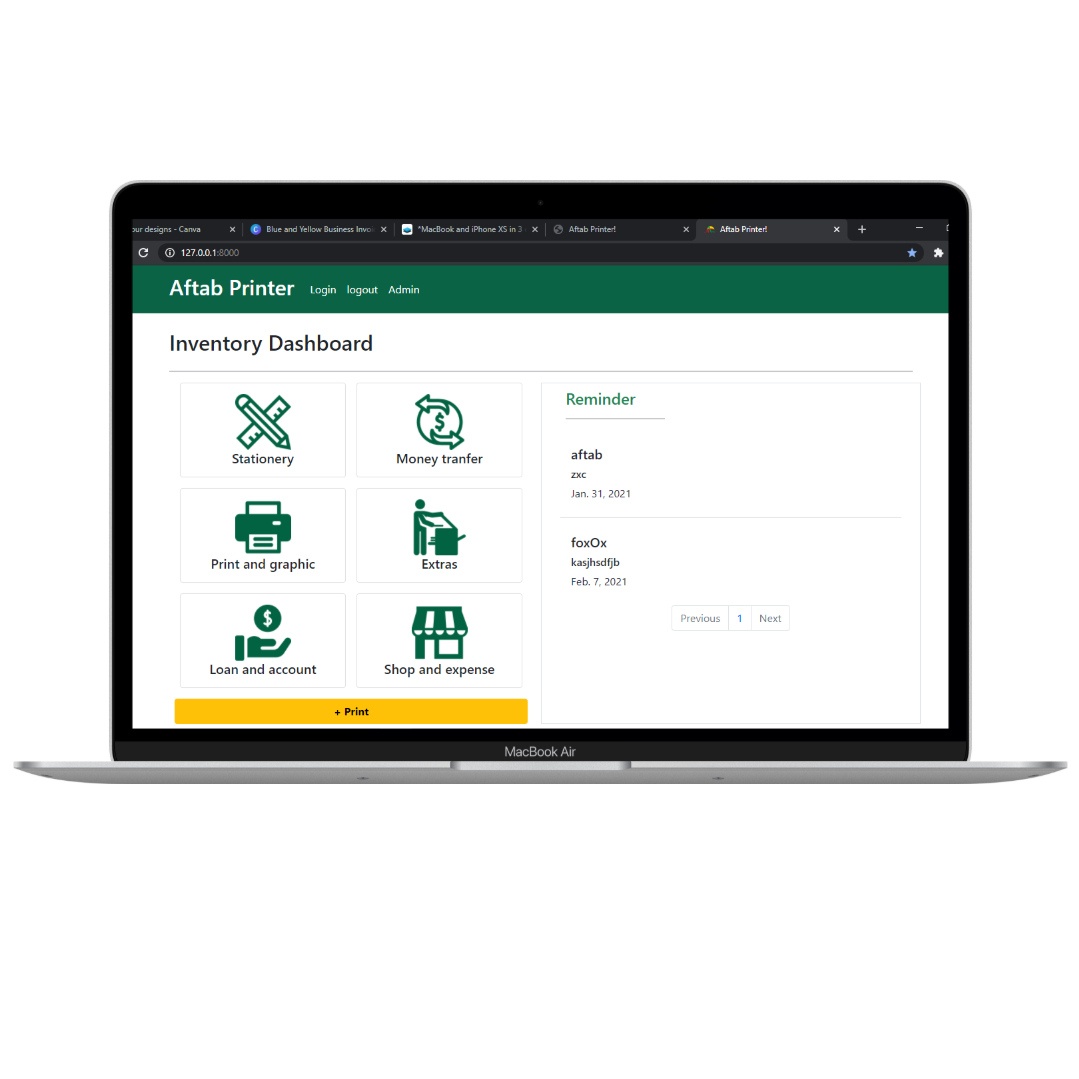 our designs - Canva
Blue and Yellow Business Invoi
*MacBook and iPhone XS in 3
Aftab Printer!
Aftab Printer!
127.0.0.1:8000
Aftab Printer Login logout Admin
Inventory Dashboard
Stationery
Money tranfer
Print and graphic
Extras
Loan and account
Shop and expense
+ Print
Reminder
aftab
zxc
Jan. 31, 2021
foxOx
kasjhsdfjb
Feb. 7, 2021
Previous 1 Next
MacBook Air